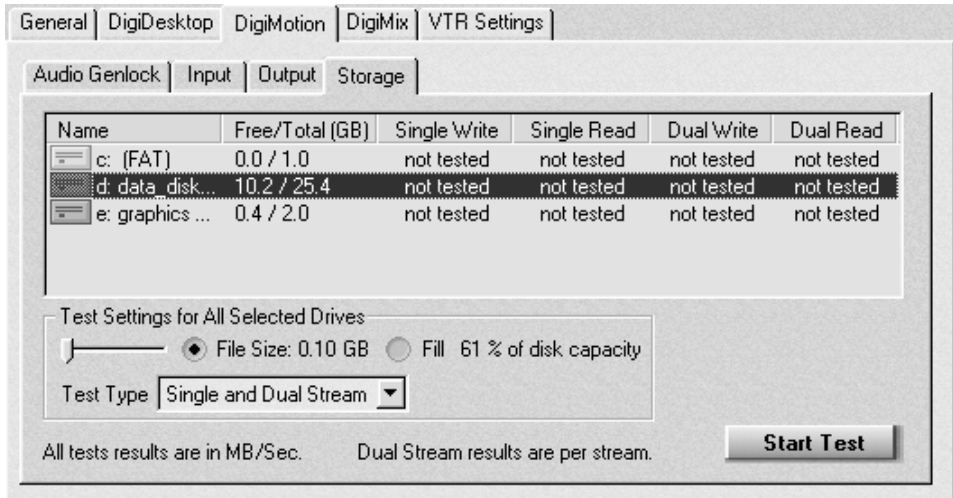 General DigiDesktop DigiMotion DigiMix VTR Settings
Audio Genlock Input Output Storage
Name Free/Total (GB) Single Write Single Read Dual Write Dual Read
c: (FAT) 0.0 / 1.0 not tested not tested not tested not tested
d: data_disk... 10.2 / 25.4 not tested not tested not tested not tested
e: graphics ... 0.4 / 2.0 not tested not tested not tested not tested
Test Settings for All Selected Drives
File Size: 0.10 GB Fill 61 % of disk capacity
Test Type Single and Dual Stream
Start Test
All tests results are in MB/Sec. Dual Stream results are per stream.